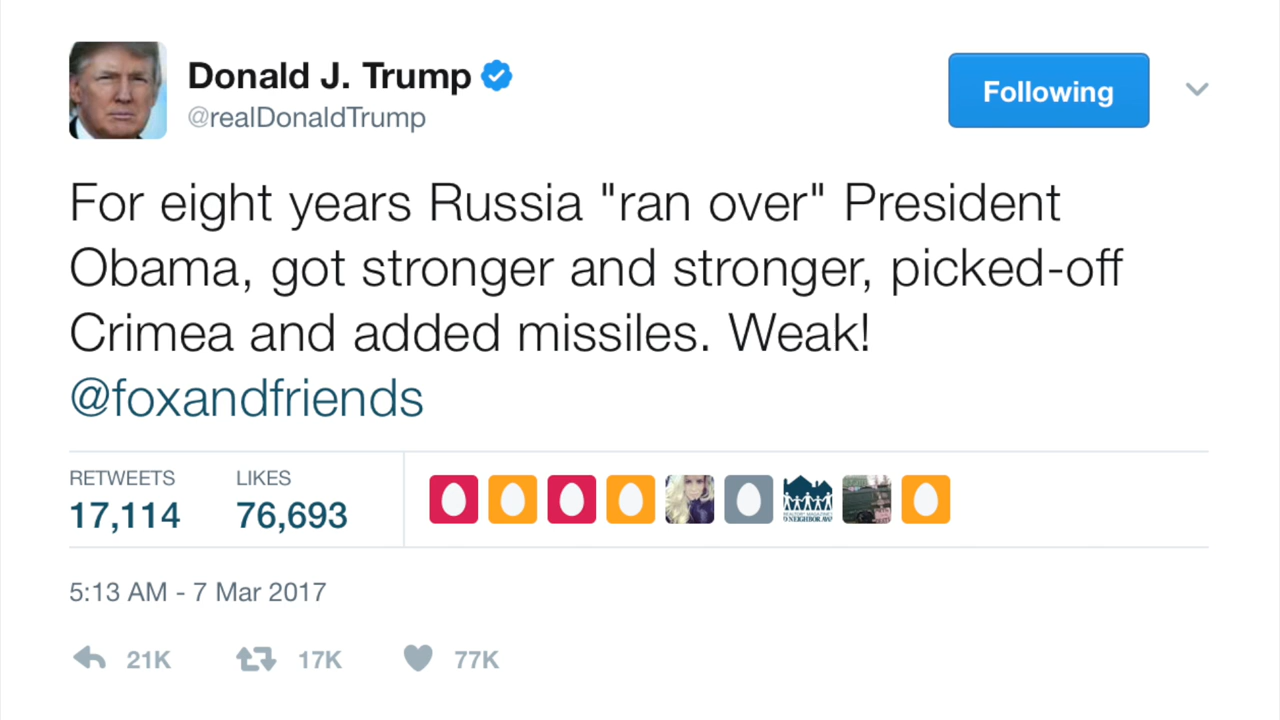 Donald J. Trump
@realDonaldTrump
Following
For eight years Russia "ran over" President
Obama, got stronger and stronger, picked-off
Crimea and added missiles. Weak!
@foxandfriends
RETWEETS LIKES
17,114 76,693
5:13 AM - 7 Mar 2017
21K 17K 77K